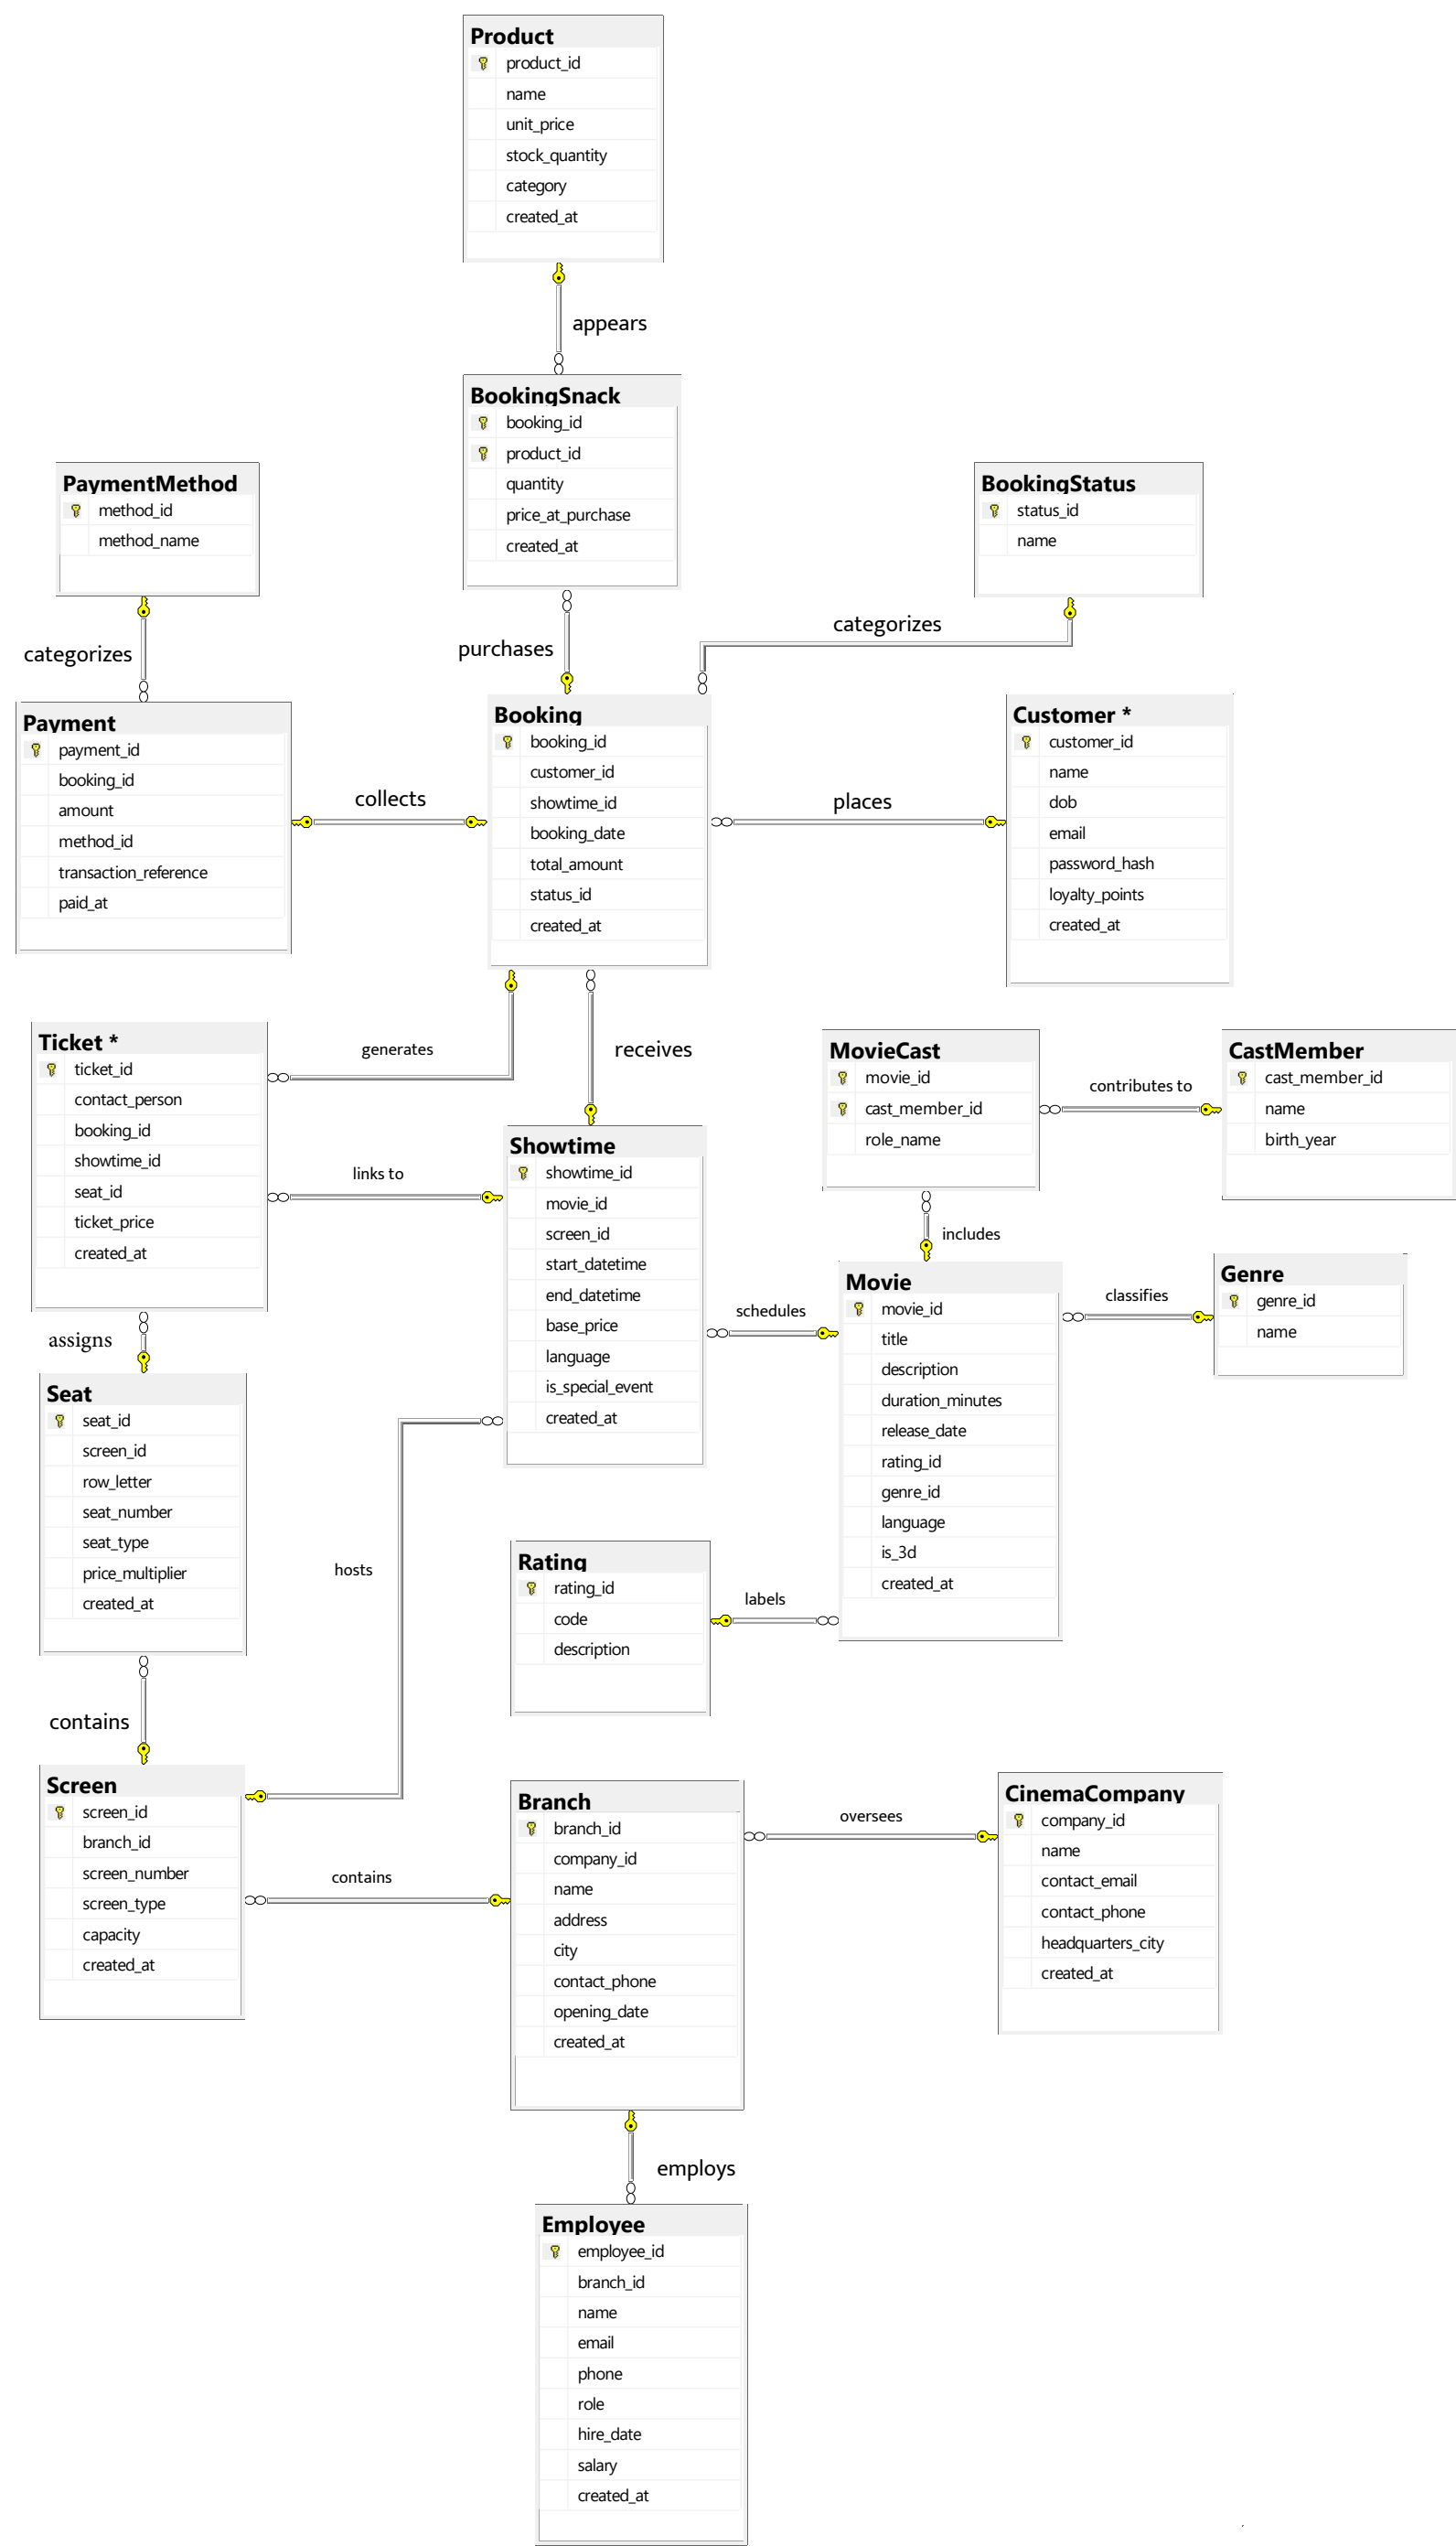 Product
product_id
name
unit_price
stock_quantity
category
created_at
appears
BookingSnack
booking_id
product_id
quantity
price_at_purchase
created_at
PaymentMethod
method_id
method_name
BookingStatus
status_id
name
categorizes
purchases
categorizes
Payment
payment_id
booking_id
amount
method_id
transaction_reference
paid_at
collects
Booking
booking_id
customer_id
showtime_id
booking_date
total_amount
status_id
created_at
places
Customer *
customer_id
name
dob
email
password_hash
loyalty_points
created_at
Ticket *
ticket_id
contact_person
booking_id
showtime_id
seat_id
ticket_price
created_at
generates
receives
links to
MovieCast
movie_id
cast_member_id
role_name
contributes to
CastMember
cast_member_id
name
birth_year
Showtime
showtime_id
movie_id
screen_id
start_datetime
end_datetime
base_price
language
is_special_event
created_at
includes
schedules
Movie
movie_id
title
description
duration_minutes
release_date
rating_id
genre_id
language
is_3d
created_at
classifies
Genre
genre_id
name
assigns
Seat
seat_id
screen_id
row_letter
seat_number
seat_type
price_multiplier
created_at
hosts
Rating
rating_id
code
description
labels
contains
Screen
screen_id
branch_id
screen_number
screen_type
capacity
created_at
contains
Branch
branch_id
company_id
name
address
city
contact_phone
opening_date
created_at
oversees
CinemaCompany
company_id
name
contact_email
contact_phone
headquarters_city
created_at
employs
Employee
employee_id
branch_id
name
email
phone
role
hire_date
salary
created_at